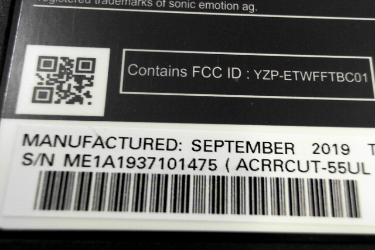 registered trademarks of sonic emotion ag.
Contains FCC ID : YZP-ETWFFTBC01
MANUFACTURED: SEPTEMBER 2019 T
S/N ME1A1937101475 ( ACRRCUT-55UL